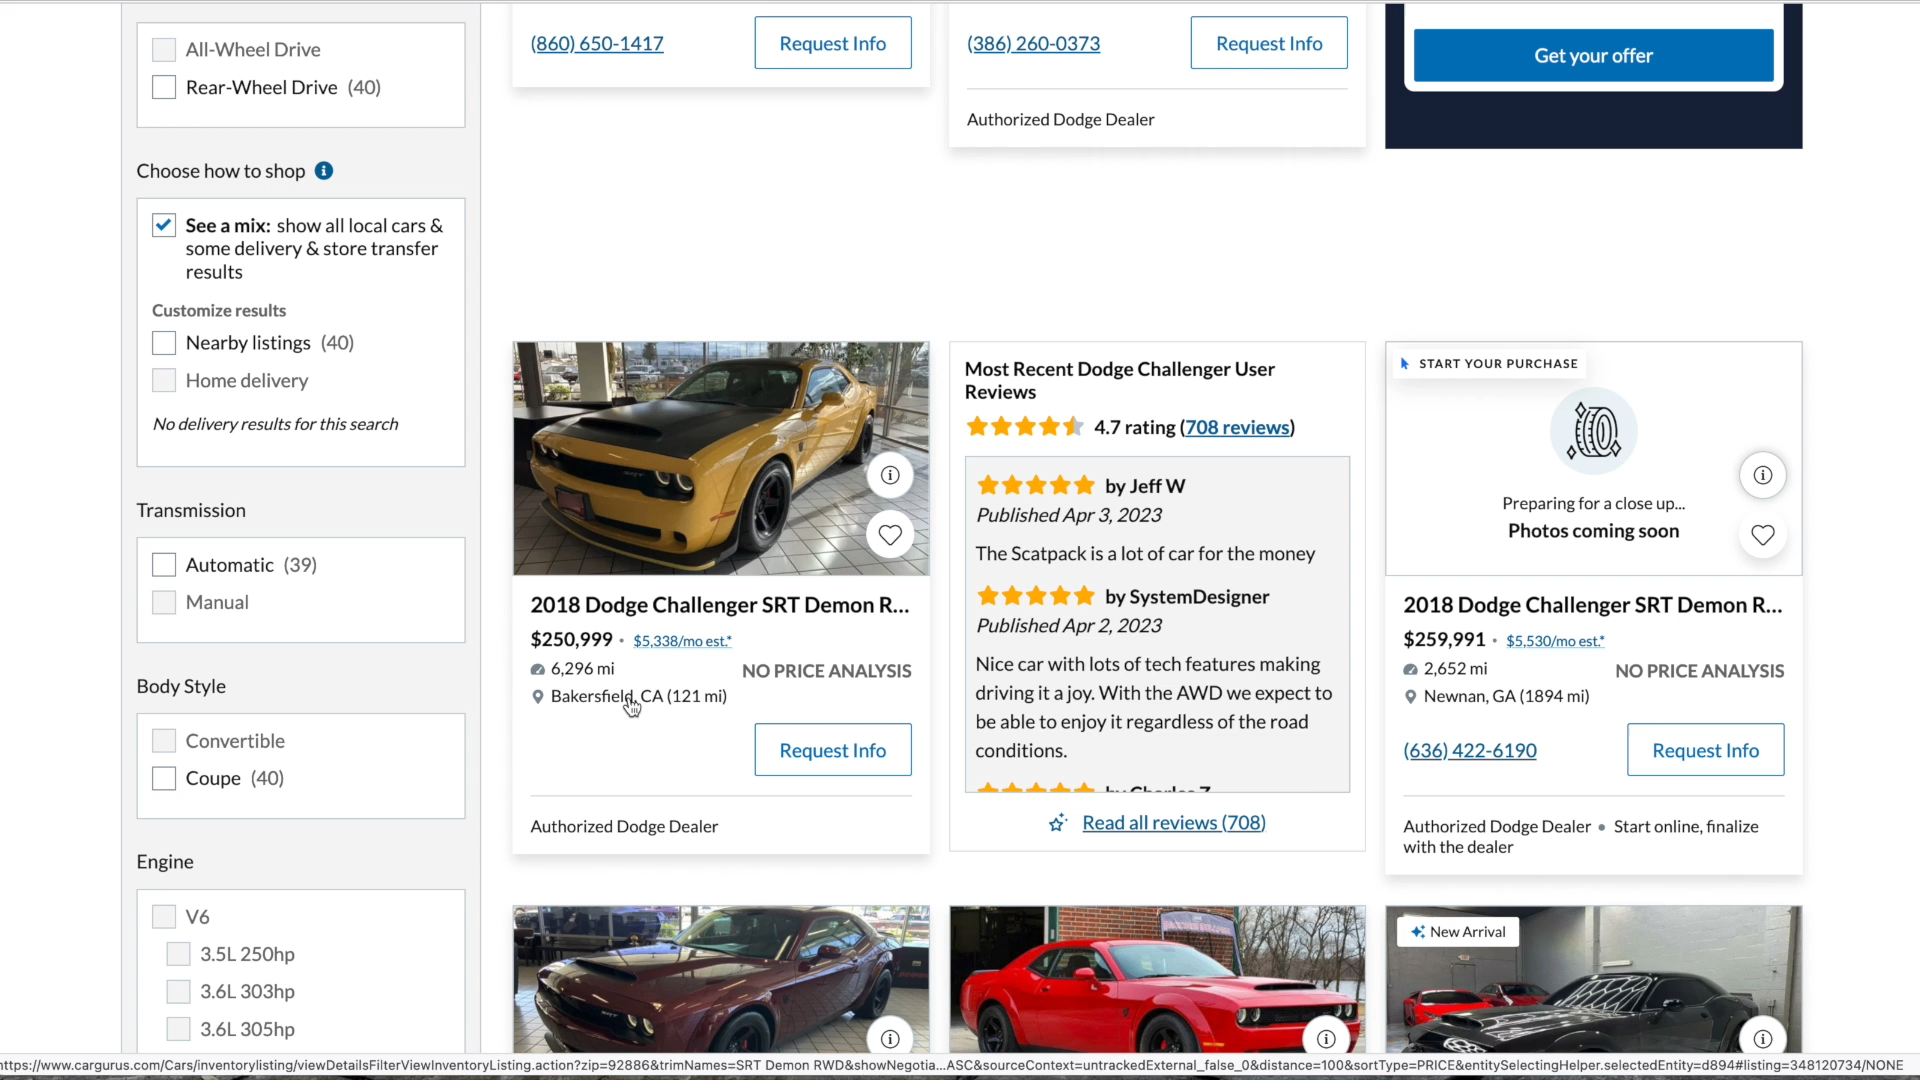 All-Wheel Drive
Rear-Wheel Drive (40)
Choose how to shop
See a mix: show all local cars &
some delivery & store transfer
results
Customize results
Nearby listings (40)
Home delivery
No delivery results for this search
Transmission
Automatic (39)
Manual
Body Style
Convertible
Coupe (40)
Engine
V6
3.5L 250hp
3.6L 303hp
3.6L 305hp
(860) 650-1417
Request Info
(386) 260-0373
Request Info
Authorized Dodge Dealer
Get your offer
2018 Dodge Challenger SRT Demon R...
$250,999 · $5,338/mo est.*
6,296 mi
NO PRICE ANALYSIS
Bakersfield, CA (121 mi)
Request Info
Authorized Dodge Dealer
Most Recent Dodge Challenger User
Reviews
4.7 rating (708 reviews)
by Jeff W
Published Apr 3, 2023
The Scatpack is a lot of car for the money
by SystemDesigner
Published Apr 2, 2023
Nice car with lots of tech features making
driving it a joy. With the AWD we expect to
be able to enjoy it regardless of the road
conditions.
by Charles Z
Read all reviews (708)
START YOUR PURCHASE
Preparing for a close up...
Photos coming soon
2018 Dodge Challenger SRT Demon R...
$259,991 · $5,530/mo est.*
2,652 mi
NO PRICE ANALYSIS
Newnan, GA (1894 mi)
(636) 422-6190
Request Info
Authorized Dodge Dealer • Start online, finalize
with the dealer
New Arrival
https://www.cargurus.com/Cars/inventorylisting/viewDetailsFilterViewInventoryListing.action?zip=92886&trimNames=SRT Demon RWD&showNegotia...ASC&sourceContext=untrackedExternal_false_0&distance=100&sortType=PRICE&entitySelectingHelper.selectedEntity=d894#listing=348120734/NONE